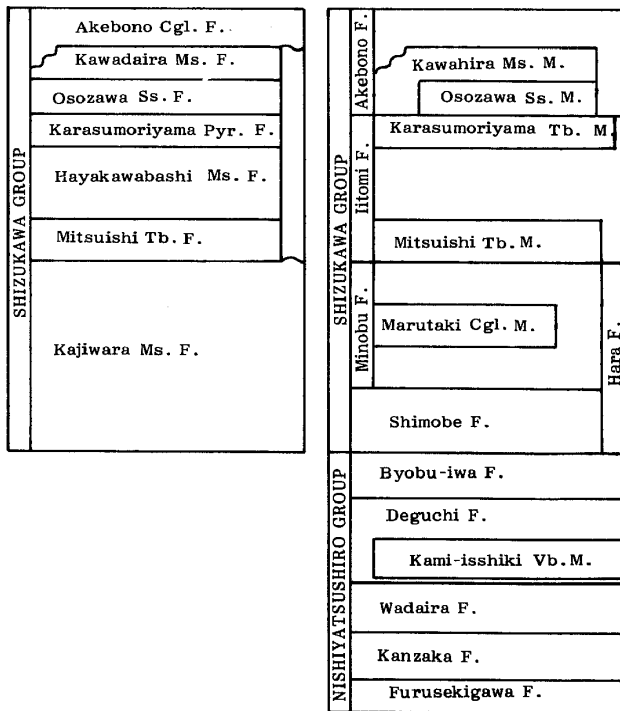 SHIZUKAWA GROUP
Akebono Cgl. F.
Kawadaira Ms. F.
Osozawa Ss. F.
Karasumoriyama Pyr. F.
Hayakawabashi Ms. F.
Mitsuishi Tb. F.
Kajiwara Ms. F.
SHIZUKAWA GROUP
Akebono F.
Kawahira Ms. M.
Osozawa Ss. M.
Iitomi F.
Karasumoriyama Tb. M.
Mitsuishi Tb. M.
Minobu F.
Marutaki Cgl. M.
Hara F.
Shimobe F.
NISHIYATSUSHIRO GROUP
Byobu-iwa F.
Deguchi F.
Kami-isshiki Vb. M.
Wadaira F.
Kanzaka F.
Furusekigawa F.